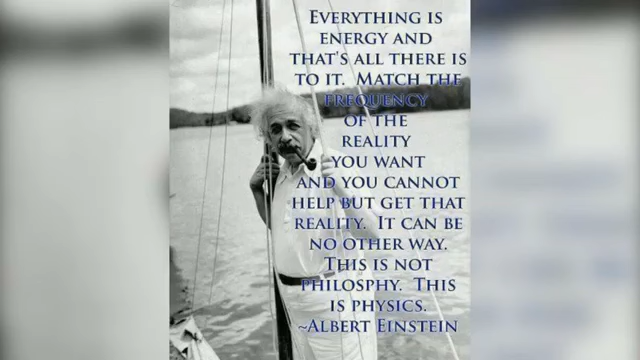 Everything is
energy and
that's all there is
to it. Match the
frequency
of the
reality
you want
and you cannot
help but get that
reality. It can be
no other way.
This is not
philosphy. This
is physics.
~Albert Einstein